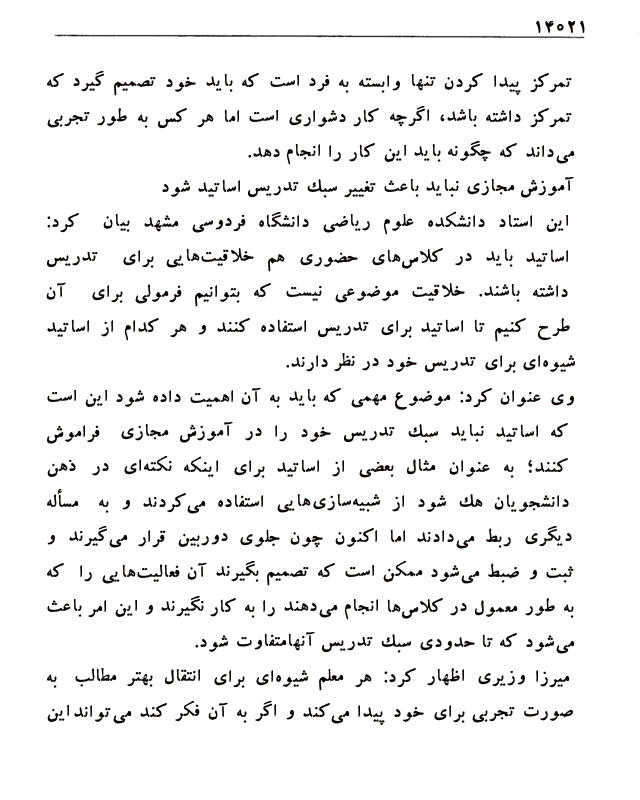 ۱۴۰۲۱
تمرکز پیدا کردن تنها وابسته به فرد است که باید خود تصمیم گیرد که
تمرکز داشته باشد، اگرچه کار دشواری است اما هر کس به طور تجربی
می‌داند که چگونه باید این کار را انجام دهد.
آموزش مجازی نباید باعث تغییر سبك تدریس اساتید شود
این استاد دانشکده علوم ریاضی دانشگاه فردوسی مشهد بیان کرد:
اساتید باید در کلاس‌های حضوری هم خلاقیت‌هایی برای تدریس
داشته باشند. خلاقیت موضوعی نیست که بتوانیم فرمولی برای آن
طرح کنیم تا اساتید برای تدریس استفاده کنند و هر کدام از اساتید
شیوه‌ای برای تدریس خود در نظر دارند.
وی عنوان کرد: موضوع مهمی که باید به آن اهمیت داده شود این است
که اساتید نباید سبك تدریس خود را در آموزش مجازی فراموش
کنند؛ به عنوان مثال بعضی از اساتید برای اینکه نکته‌ای در ذهن
دانشجویان هك شود از شبیه‌سازی‌هایی استفاده می‌کردند و به مسأله
دیگری ربط می‌دادند اما اکنون چون جلوی دوربین قرار می‌گیرند و
ثبت و ضبط می‌شود ممکن است که تصمیم بگیرند آن فعالیت‌هایی را که
به طور معمول در کلاس‌ها انجام می‌دهند را به کار نگیرند و این امر باعث
می‌شود که تا حدودی سبك تدریس آنهامتفاوت شود.
میرزا وزیری اظهار کرد: هر معلم شیوه‌ای برای انتقال بهتر مطالب به
صورت تجربی برای خود پیدا می‌کند و اگر به آن فکر کند می‌تواند این